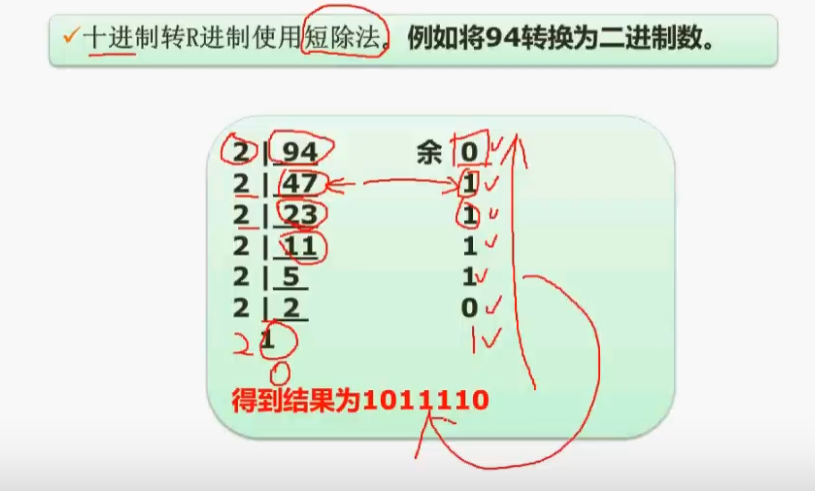 ✓十进制转R进制使用短除法。例如将94转换为二进制数。
2 | 94 余 0
2 | 47 1
2 | 23 1
2 | 11 1
2 | 5 1
2 | 2 0
2 1 1
0
得到结果为1011110